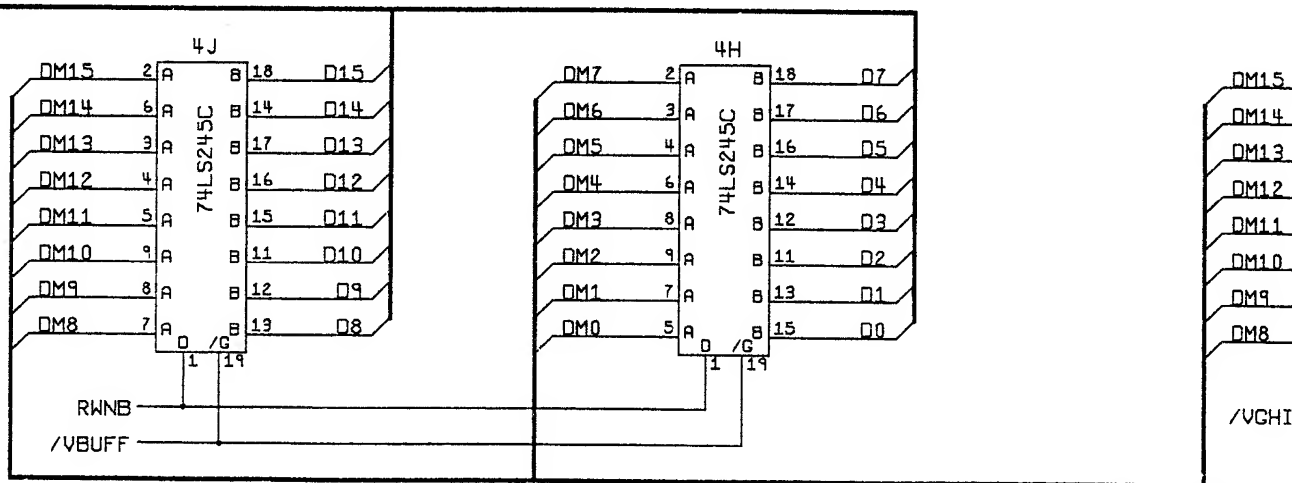 4J
DM15 2 A B 18 D15
DM14 6 A B 14 D14
DM13 3 A B 17 D13
DM12 4 A B 16 D12
DM11 5 A B 15 D11
DM10 9 A B 11 D10
DM9 8 A B 12 D9
DM8 7 A B 13 D8
74LS245C
D /G
1 19
4H
DM7 2 A B 18 D7
DM6 3 A B 17 D6
DM5 4 A B 16 D5
DM4 6 A B 14 D4
DM3 8 A B 12 D3
DM2 9 A B 11 D2
DM1 7 A B 13 D1
DM0 5 A B 15 D0
74LS245C
D /G
1 19
RWNB
/VBUFF
DM15
DM14
DM13
DM12
DM11
DM10
DM9
DM8
/VGHI